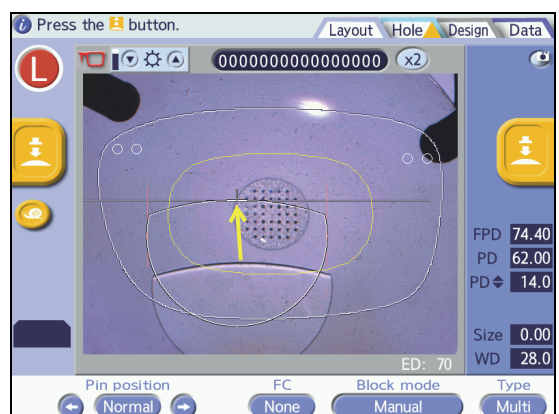 Press the button.
Layout Hole Design Data
L
0000000000000000 x2
FPD 74.40
PD 62.00
PD 14.0
Size 0.00
WD 28.0
ED: 70
Pin position FC Block mode Type
Normal None Manual Multi